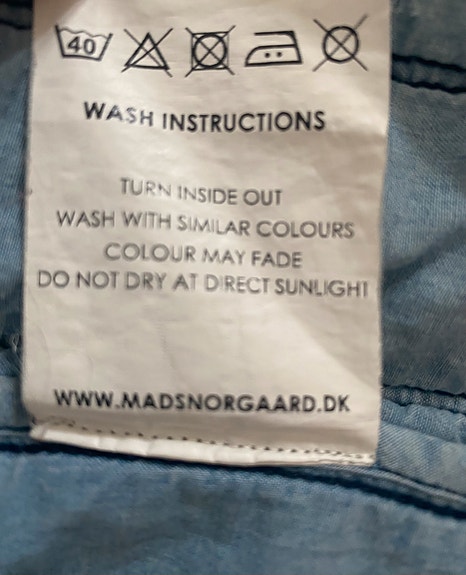 40
WASH INSTRUCTIONS
TURN INSIDE OUT
WASH WITH SIMILAR COLOURS
COLOUR MAY FADE
DO NOT DRY AT DIRECT SUNLIGHT
WWW.MADSNORGAARD.DK